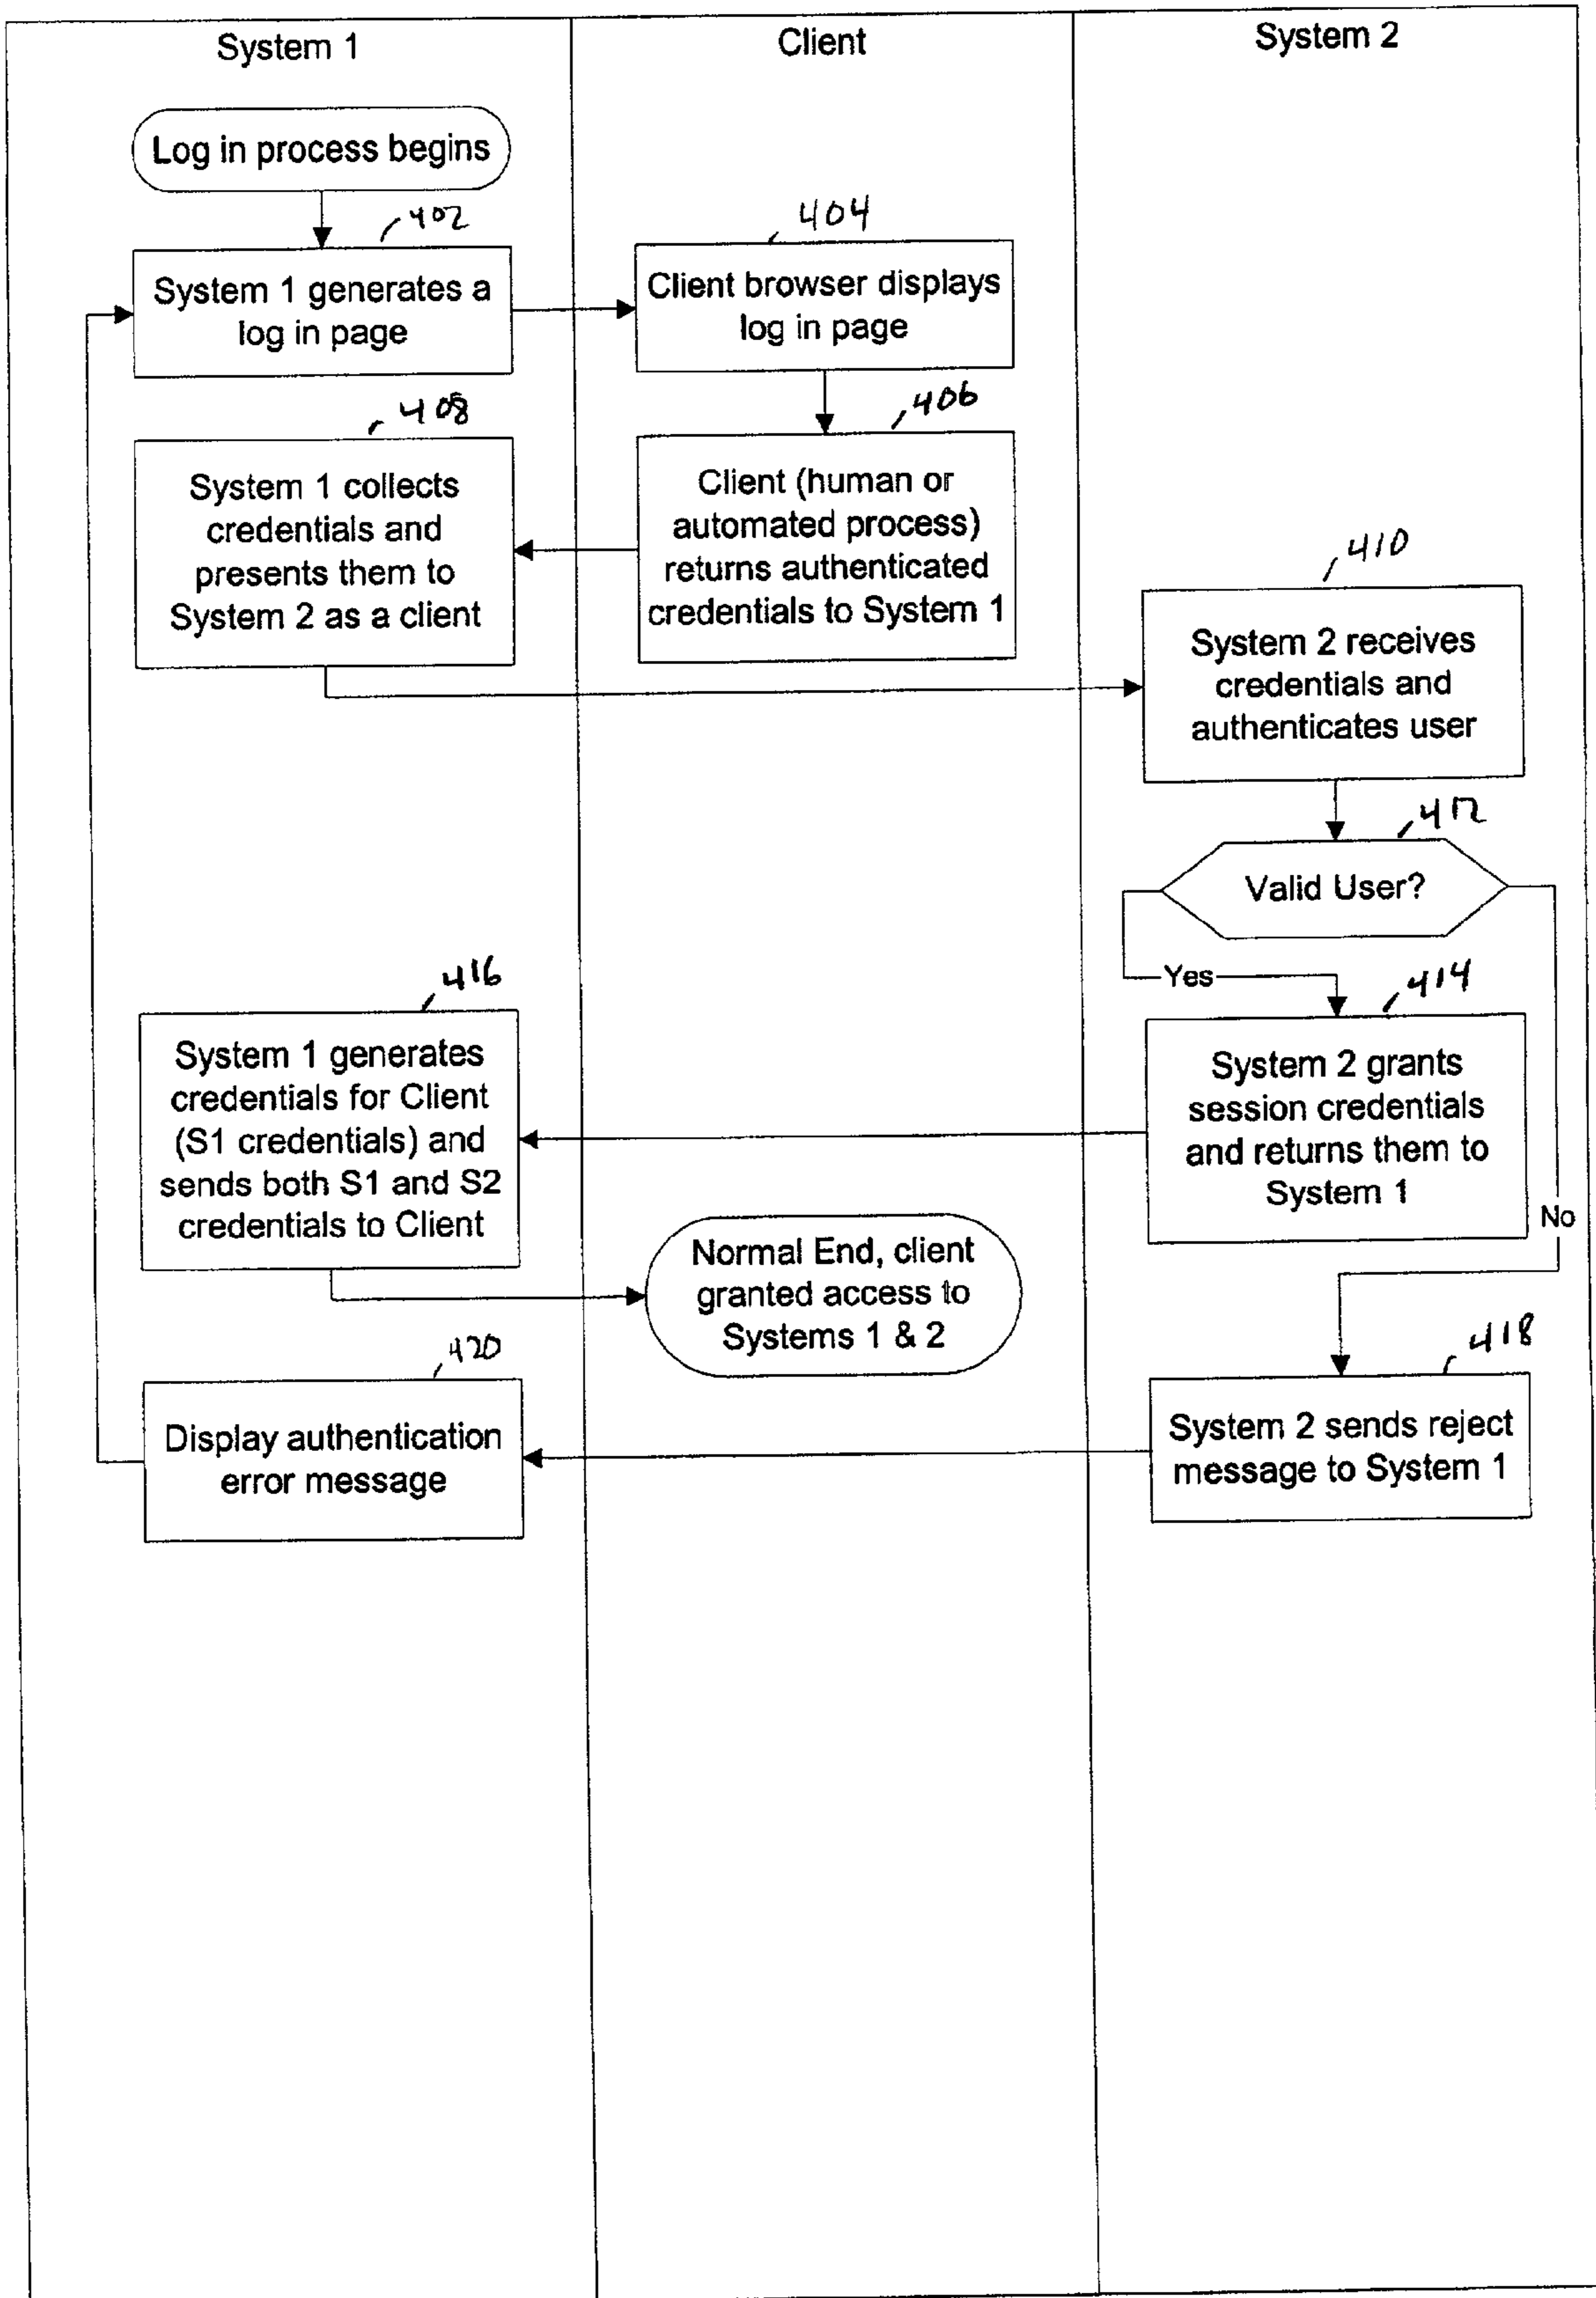 System 1
Client
System 2
Log in process begins
402
System 1 generates a
log in page
404
Client browser displays
log in page
406
Client (human or
automated process)
returns authenticated
credentials to System 1
408
System 1 collects
credentials and
presents them to
System 2 as a client
410
System 2 receives
credentials and
authenticates user
412
Valid User?
Yes
414
System 2 grants
session credentials
and returns them to
System 1
No
416
System 1 generates
credentials for Client
(S1 credentials) and
sends both S1 and S2
credentials to Client
Normal End, client
granted access to
Systems 1 & 2
418
System 2 sends reject
message to System 1
420
Display authentication
error message